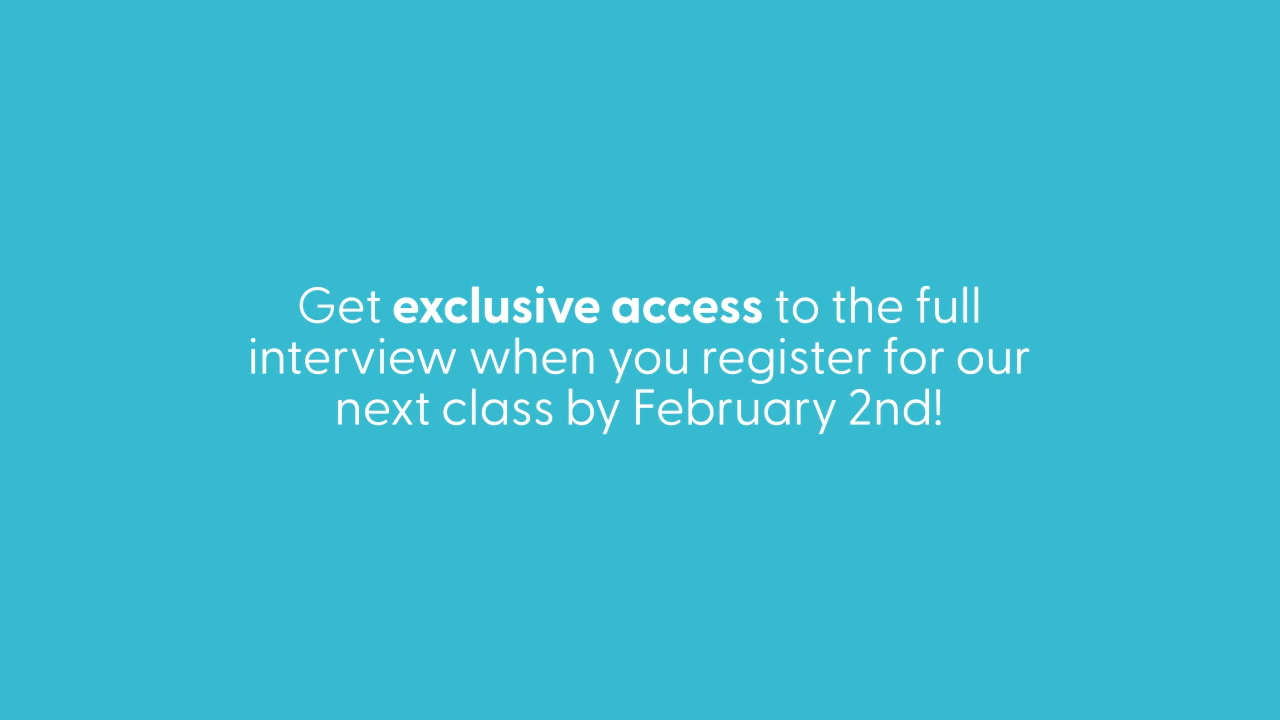 Get exclusive access to the full
interview when you register for our
next class by February 2nd!